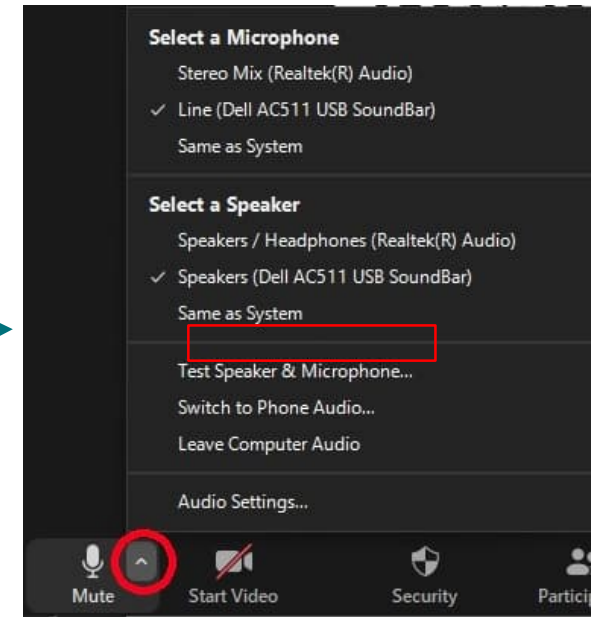 Select a Microphone
Stereo Mix (Realtek(R) Audio)
Line (Dell AC511 USB SoundBar)
Same as System
Select a Speaker
Speakers / Headphones (Realtek(R) Audio)
Speakers (Dell AC511 USB SoundBar)
Same as System
Test Speaker & Microphone...
Switch to Phone Audio...
Leave Computer Audio
Audio Settings...
Mute Start Video Security Particip